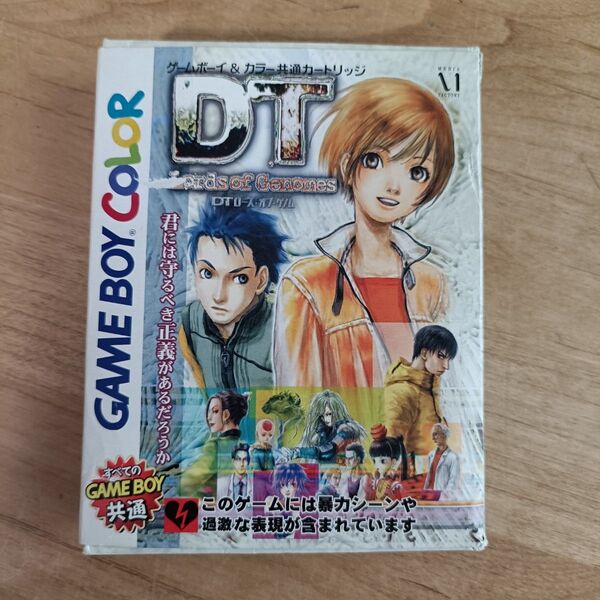 ゲームボーイ&カラー共通カートリッジ
MEDIA
FACTORY
DT
Lords of Genomes
DTロード・オブ・ゲノム
GAME BOY COLOR
君には守るべき正義があるだろうか
すべての
GAME BOY
共通
このゲームには暴力シーンや
過激な表現が含まれています